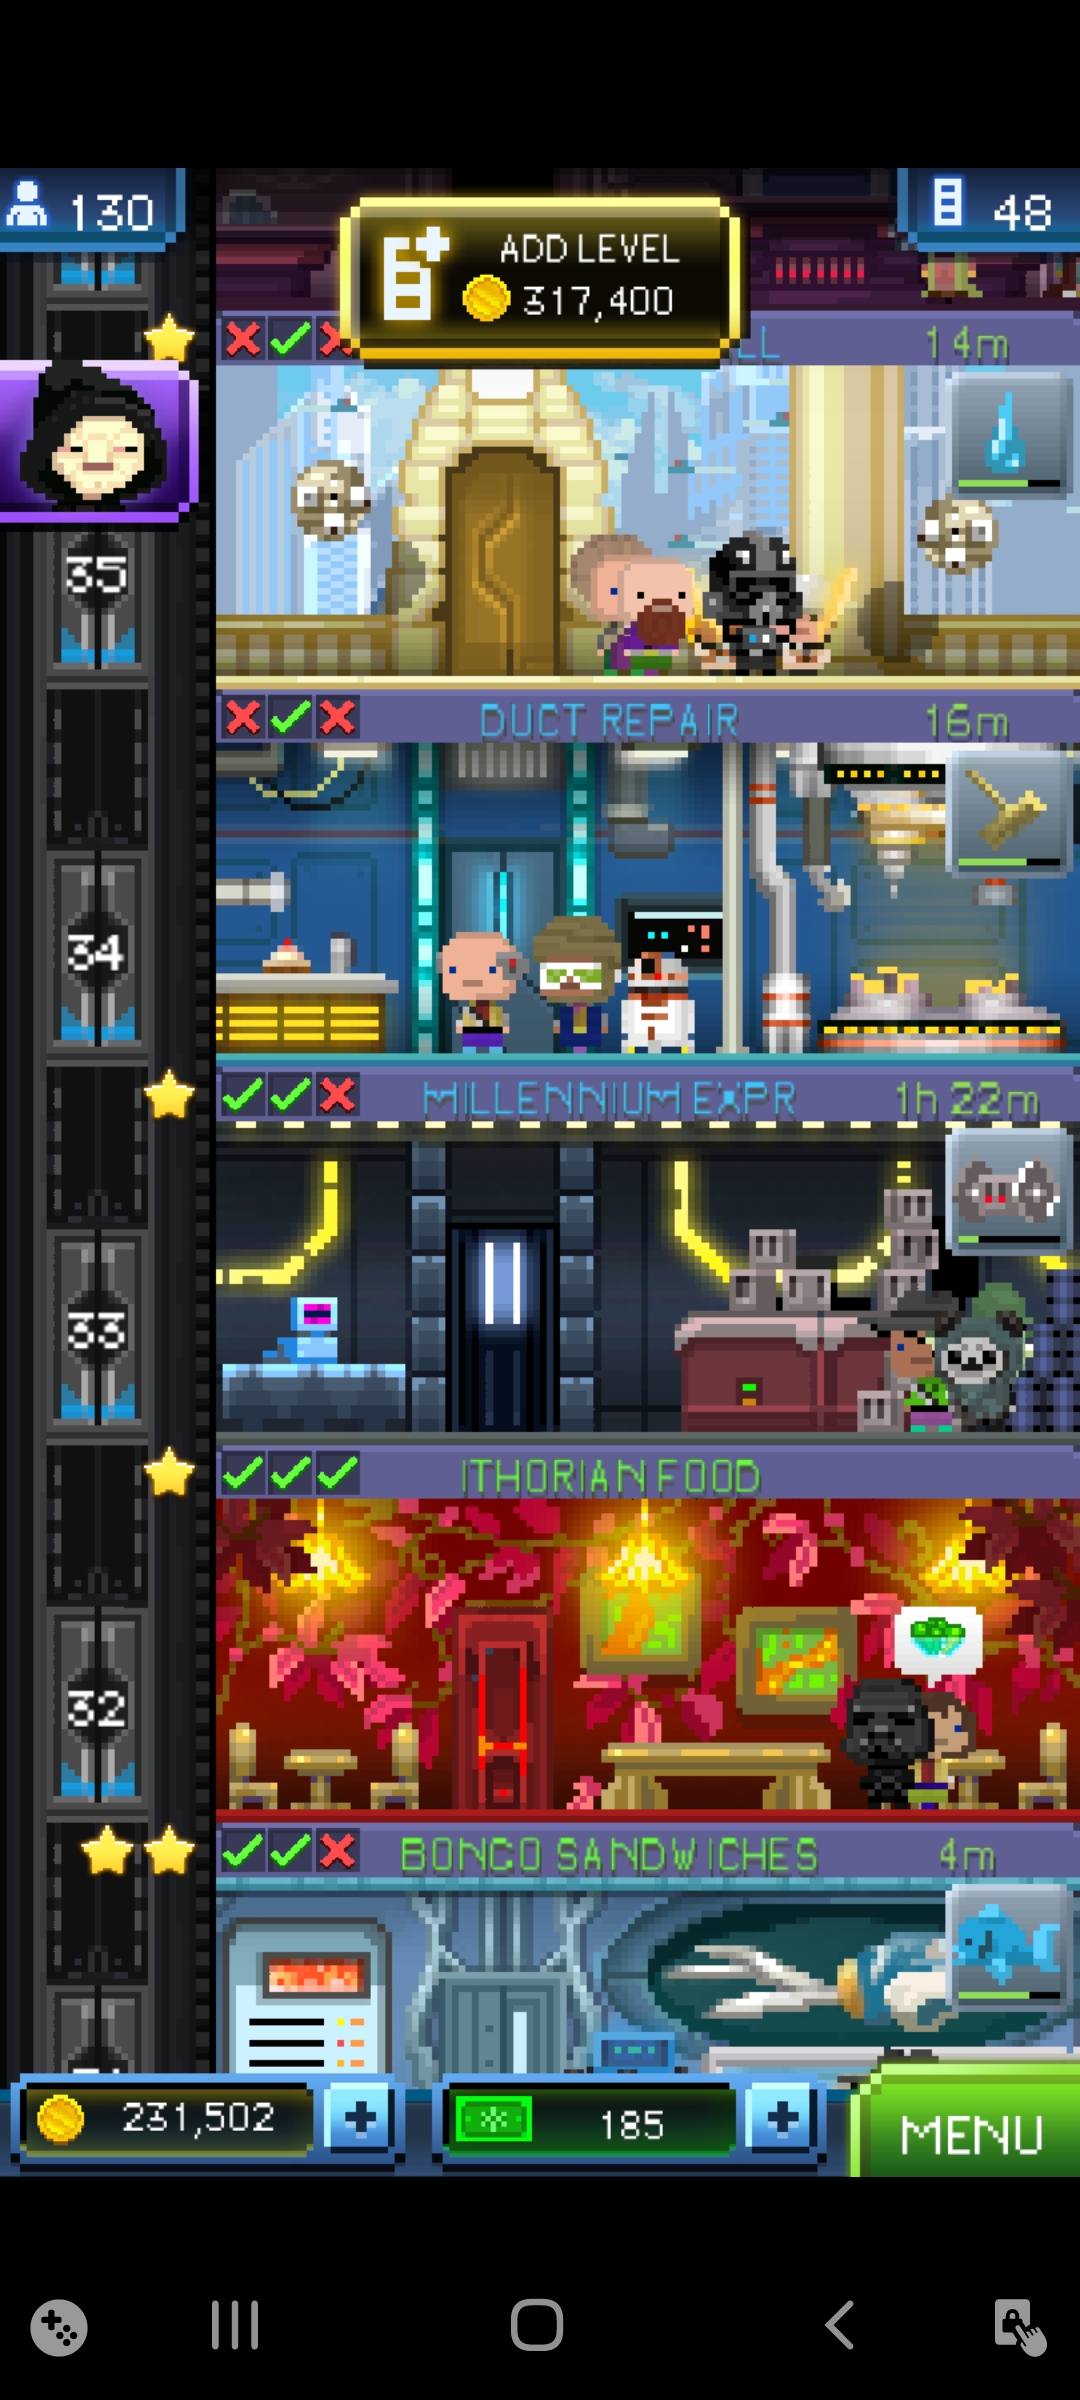 130
ADD LEVEL
317,400
48
14m
35
DUCT REPAIR
16m
34
MILLENNIUM EXPR
1h 22m
33
ITHORIAN FOOD
32
BONGO SANDWICHES
4m
231,502
185
MENU